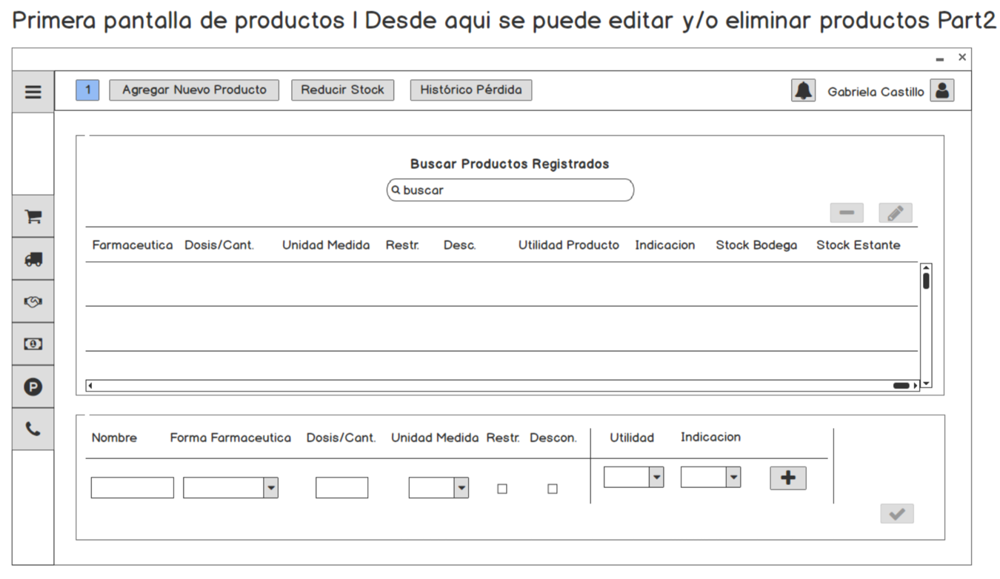 Primera pantalla de productos I Desde aqui se puede editar y/o eliminar productos Part2
1 Agregar Nuevo Producto Reducir Stock Histórico Pérdida Gabriela Castillo
Buscar Productos Registrados
buscar
Farmaceutica Dosis/Cant. Unidad Medida Restr. Desc. Utilidad Producto Indicacion Stock Bodega Stock Estante
P
Nombre Forma Farmaceutica Dosis/Cant. Unidad Medida Restr. Descon. Utilidad Indicacion